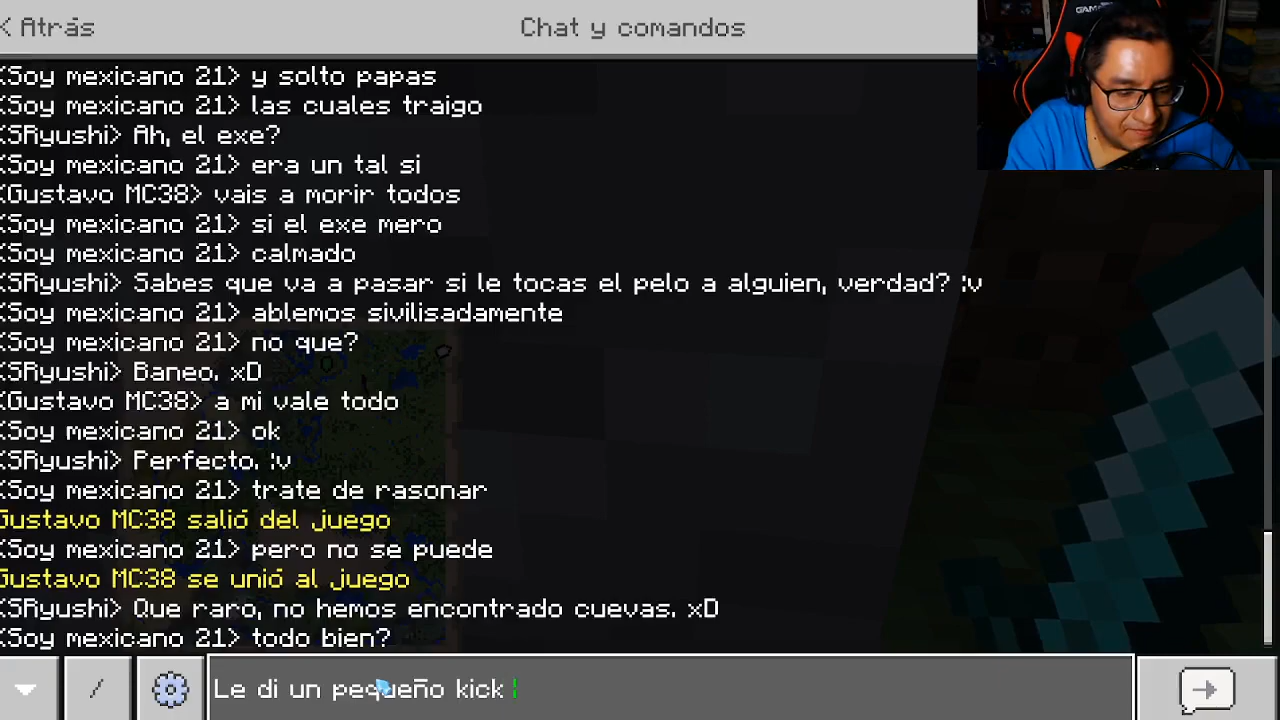 < Atrás
Chat y comandos
<Soy mexicano 21> y solto papas
<Soy mexicano 21> las cuales traigo
<SRyushi> Ah, el exe?
<Soy mexicano 21> era un tal si
<Gustavo MC38> vais a morir todos
<Soy mexicano 21> si el exe mero
<Soy mexicano 21> calmado
<SRyushi> Sabes que va a pasar si le tocas el pelo a alguien, verdad? :v
<Soy mexicano 21> ablemos sivilisadamente
<Soy mexicano 21> no que?
<SRyushi> Baneo. xD
<Gustavo MC38> a mi vale todo
<Soy mexicano 21> ok
<SRyushi> Perfecto. :v
<Soy mexicano 21> trate de rasonar
Gustavo MC38 salió del juego
<Soy mexicano 21> pero no se puede
Gustavo MC38 se unió al juego
<SRyushi> Que raro, no hemos encontrado cuevas. xD
<Soy mexicano 21> todo bien?
/
Le di un pequeño kick